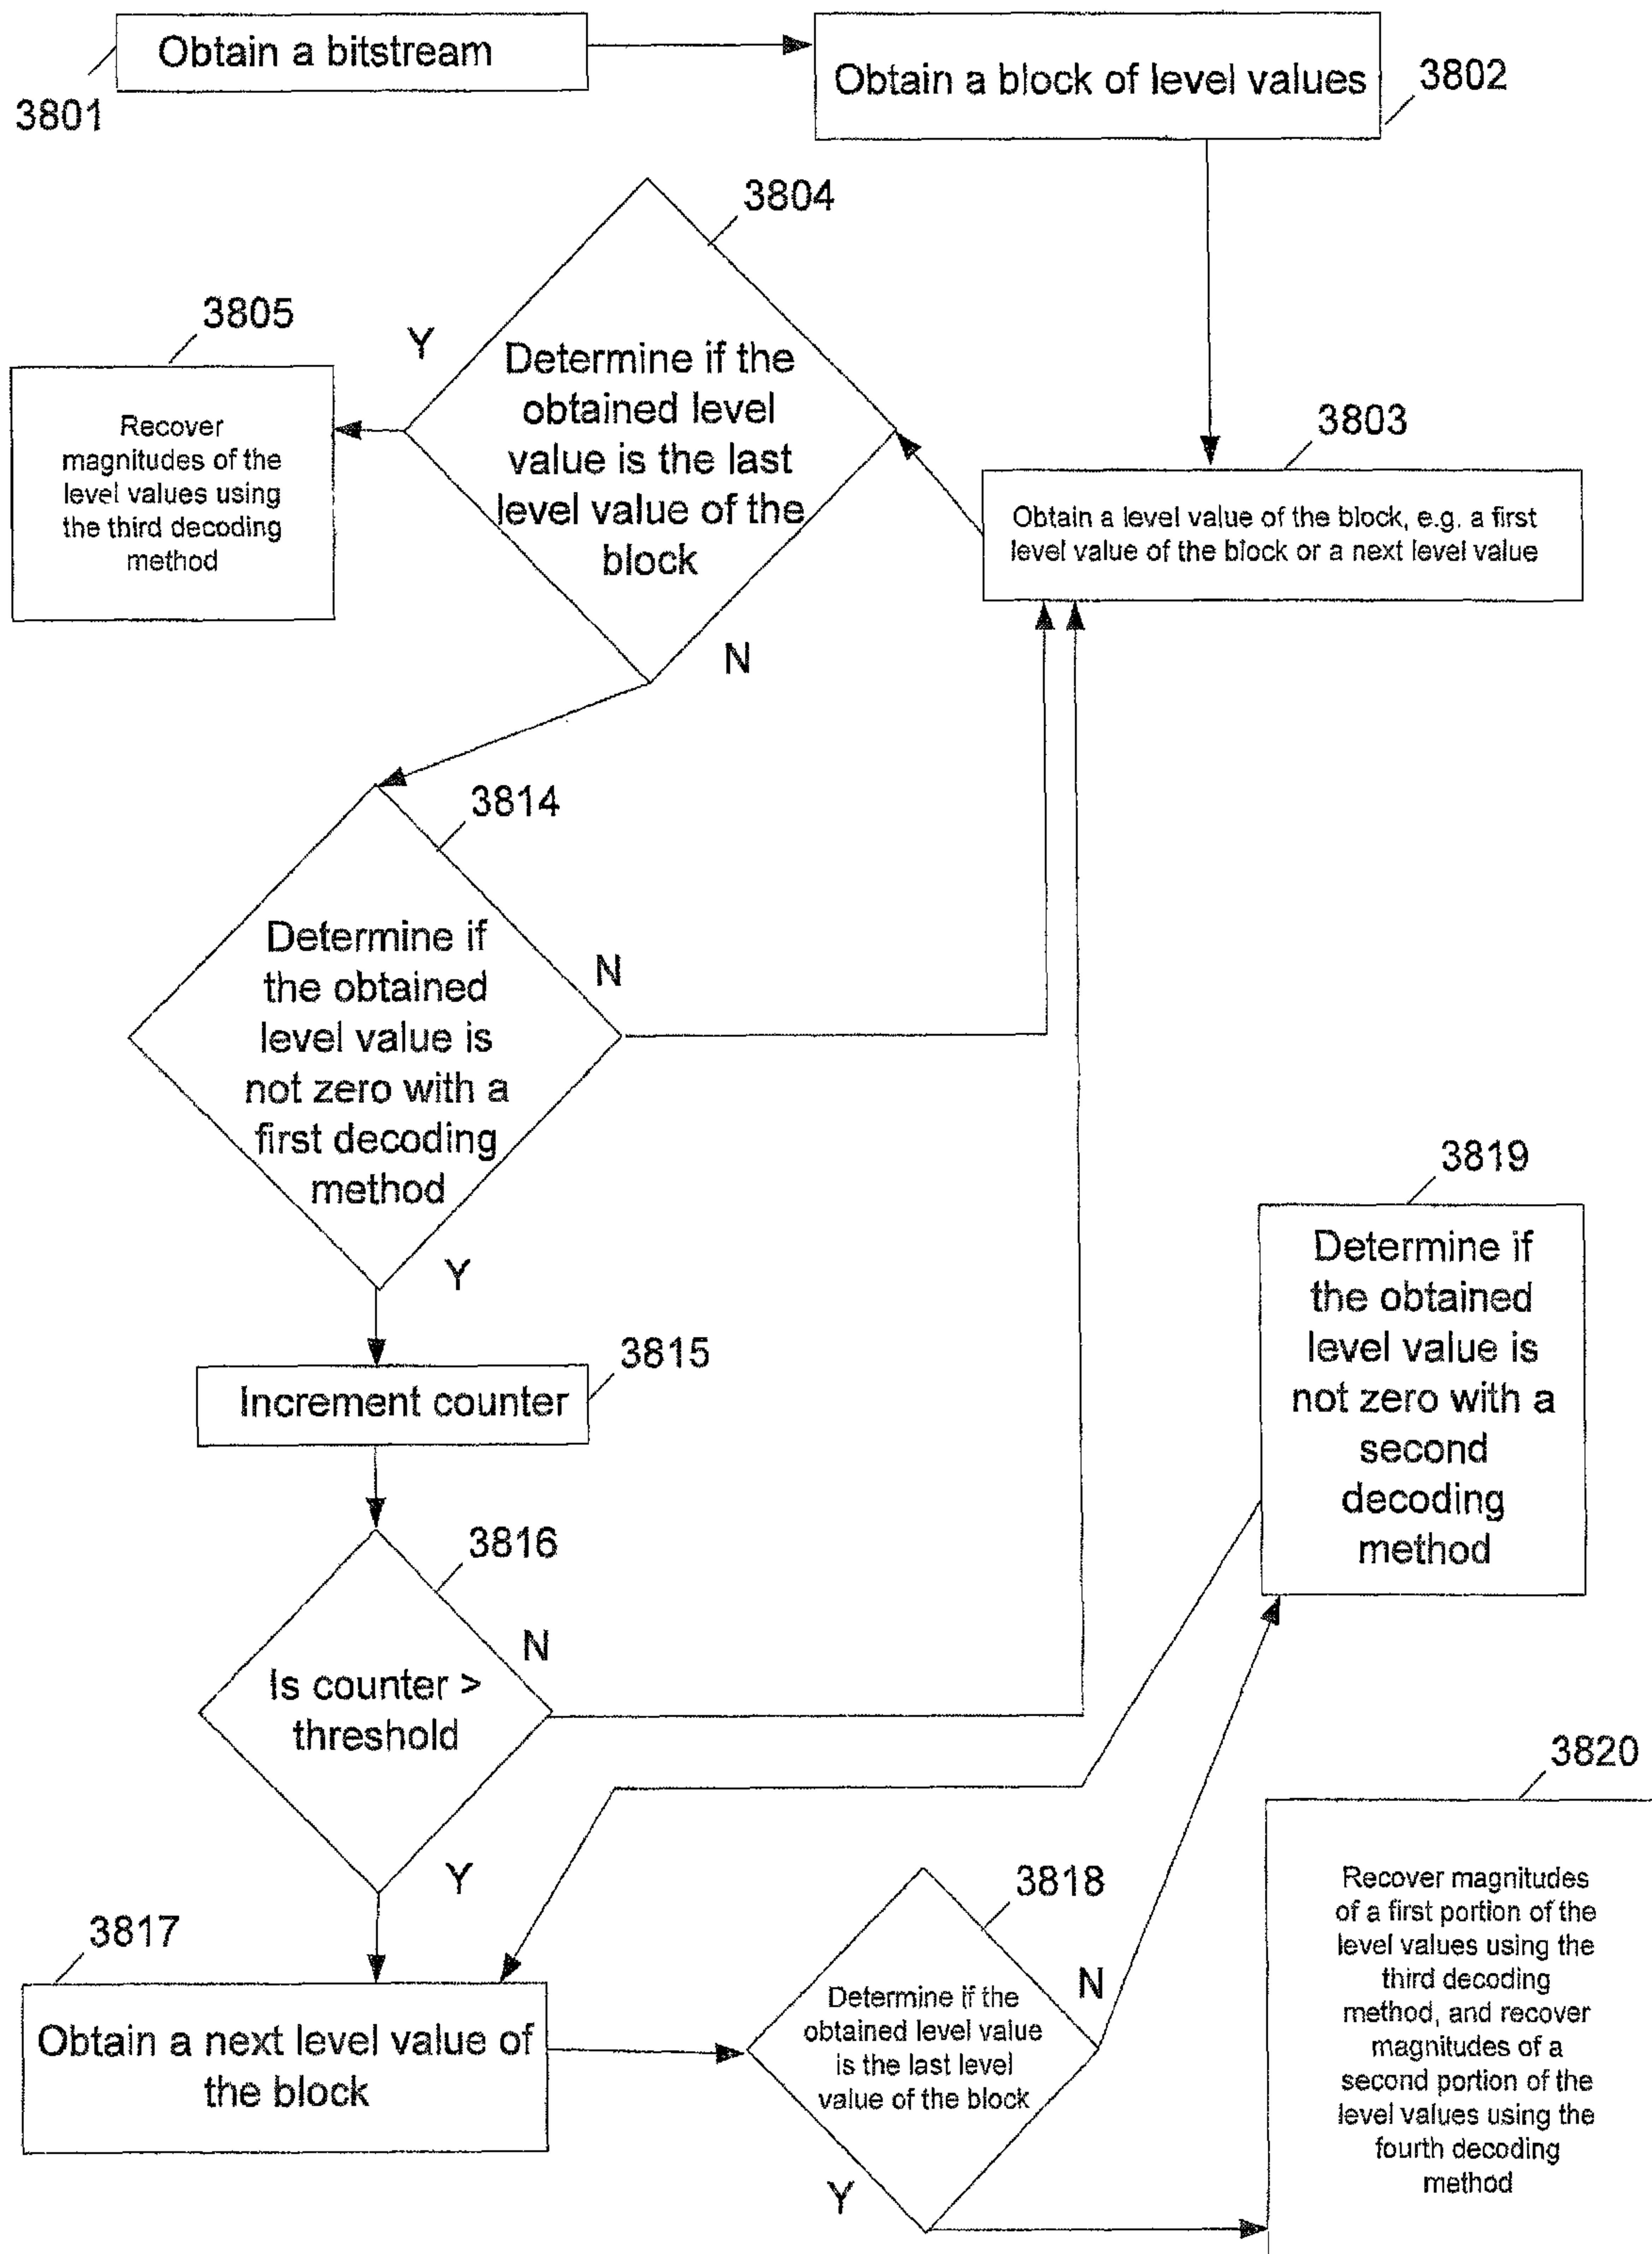 Obtain a bitstream
3801
Obtain a block of level values
3802
3804
Determine if the
obtained level
value is the last
level value of the
block
Y
N
3805
Recover
magnitudes of the
level values using
the third decoding
method
3803
Obtain a level value of the block, e.g. a first
level value of the block or a next level value
3814
Determine if
the obtained
level value is
not zero with a
first decoding
method
N
Y
3815
Increment counter
3816
Is counter >
threshold
N
Y
3817
Obtain a next level value of
the block
3818
Determine if the
obtained level value
is the last level
value of the block
N
Y
3819
Determine if
the obtained
level value is
not zero with a
second
decoding
method
3820
Recover magnitudes
of a first portion of the
level values using the
third decoding
method, and recover
magnitudes of a
second portion of the
level values using the
fourth decoding
method